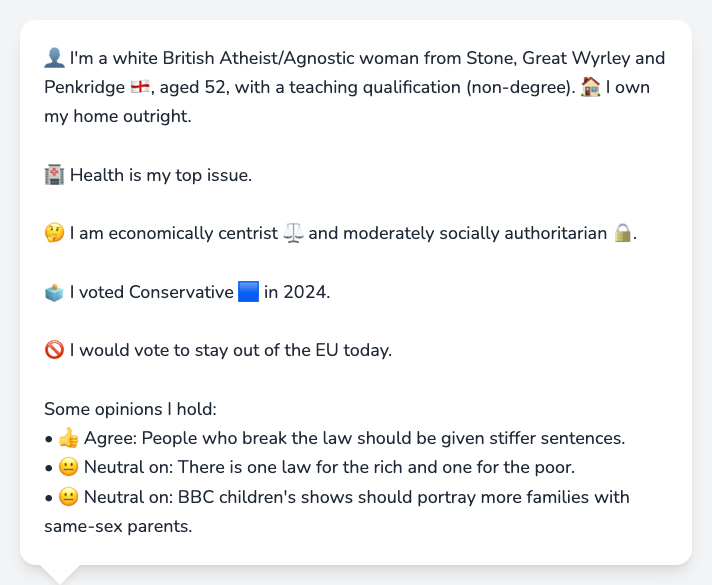 👤 I'm a white British Atheist/Agnostic woman from Stone, Great Wyrley and
Penkridge 🏴󠁧󠁢󠁥󠁮󠁧󠁿, aged 52, with a teaching qualification (non-degree). 🏠 I own
my home outright.
🏥 Health is my top issue.
🤔 I am economically centrist ⚖️ and moderately socially authoritarian 🔒.
🗳️ I voted Conservative 🟦 in 2024.
🚫 I would vote to stay out of the EU today.
Some opinions I hold:
• 👍 Agree: People who break the law should be given stiffer sentences.
• 😐 Neutral on: There is one law for the rich and one for the poor.
• 😐 Neutral on: BBC children's shows should portray more families with
same-sex parents.